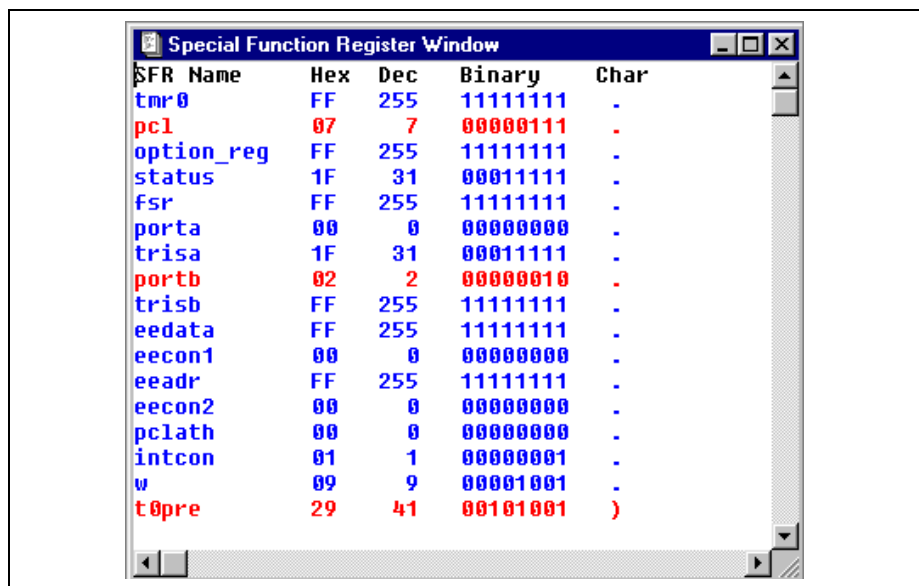 Special Function Register Window
SFR Name Hex Dec Binary Char
tmr0 FF 255 11111111 .
pcl 07 7 00000111 .
option_reg FF 255 11111111 .
status 1F 31 00011111 .
fsr FF 255 11111111 .
porta 00 0 00000000 .
trisa 1F 31 00011111 .
portb 02 2 00000010 .
trisb FF 255 11111111 .
eedata FF 255 11111111 .
eecon1 00 0 00000000 .
eeadr FF 255 11111111 .
eecon2 00 0 00000000 .
pclath 00 0 00000000 .
intcon 01 1 00000001 .
w 09 9 00001001 .
t0pre 29 41 00101001 )